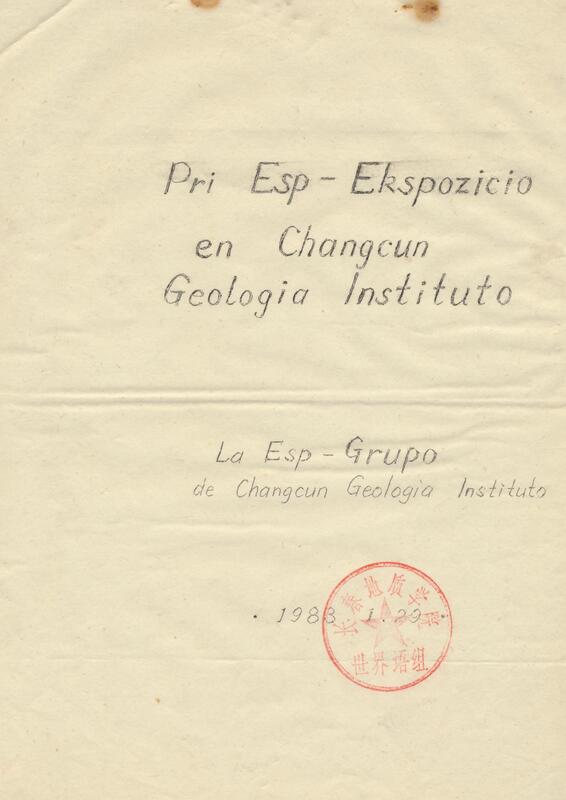 Pri Esp-Ekspozicio
en Changcun
Geologia Instituto
La Esp-Grupo
de Changcun Geologia Instituto
· 1988 1.29 ·
长春地质学院
世界语组